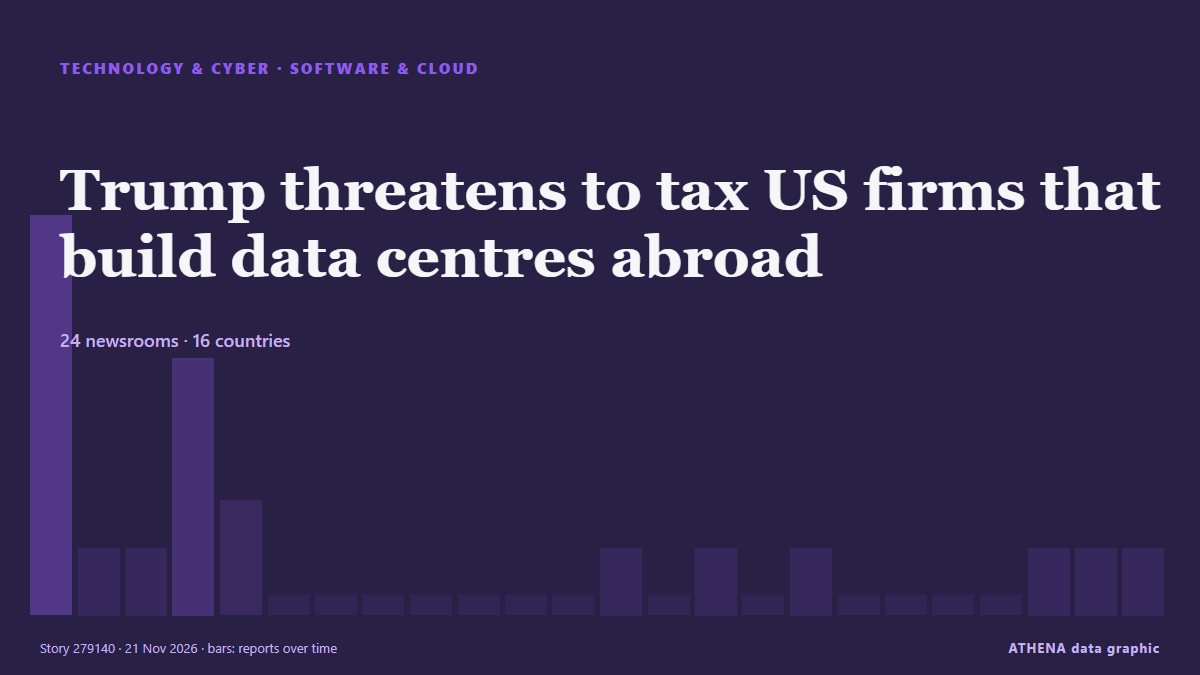 TECHNOLOGY & CYBER · SOFTWARE & CLOUD
Trump threatens to tax US firms that
build data centres abroad
24 newsrooms · 16 countries
Story 279140 · 21 Nov 2026 · bars: reports over time
ATHENA data graphic